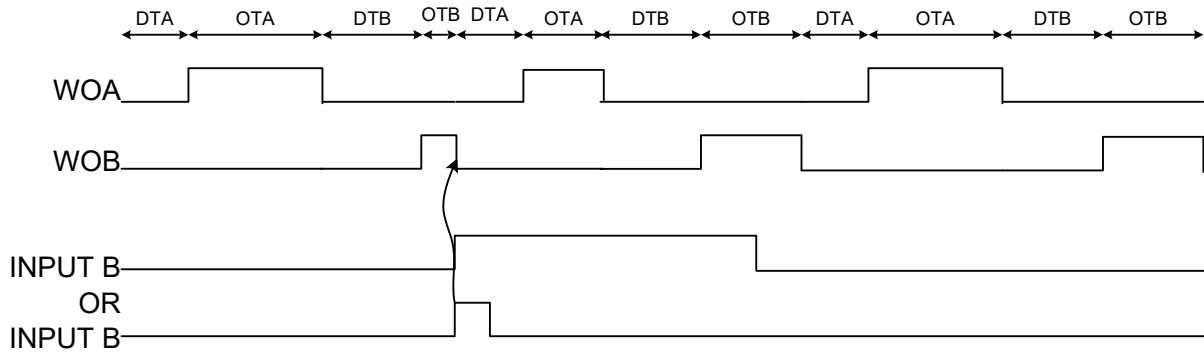 DTA OTA DTB OTB DTA OTA DTB OTB DTA OTA DTB OTB
WOA
WOB
INPUT B
OR
INPUT B